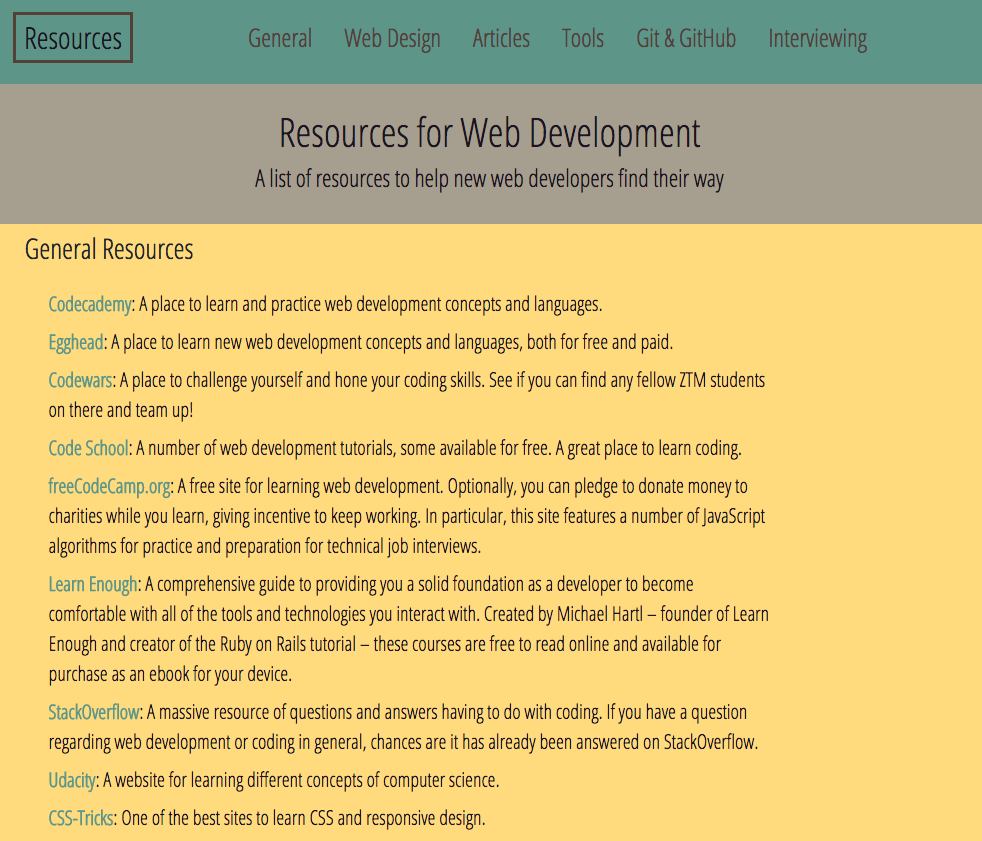 Resources
General Web Design Articles Tools Git & GitHub Interviewing
Resources for Web Development
A list of resources to help new web developers find their way
General Resources
Codecademy: A place to learn and practice web development concepts and languages.
Egghead: A place to learn new web development concepts and languages, both for free and paid.
Codewars: A place to challenge yourself and hone your coding skills. See if you can find any fellow ZTM students
on there and team up!
Code School: A number of web development tutorials, some available for free. A great place to learn coding.
freeCodeCamp.org: A free site for learning web development. Optionally, you can pledge to donate money to
charities while you learn, giving incentive to keep working. In particular, this site features a number of JavaScript
algorithms for practice and preparation for technical job interviews.
Learn Enough: A comprehensive guide to providing you a solid foundation as a developer to become
comfortable with all of the tools and technologies you interact with. Created by Michael Hartl – founder of Learn
Enough and creator of the Ruby on Rails tutorial – these courses are free to read online and available for
purchase as an ebook for your device.
StackOverflow: A massive resource of questions and answers having to do with coding. If you have a question
regarding web development or coding in general, chances are it has already been answered on StackOverflow.
Udacity: A website for learning different concepts of computer science.
CSS-Tricks: One of the best sites to learn CSS and responsive design.